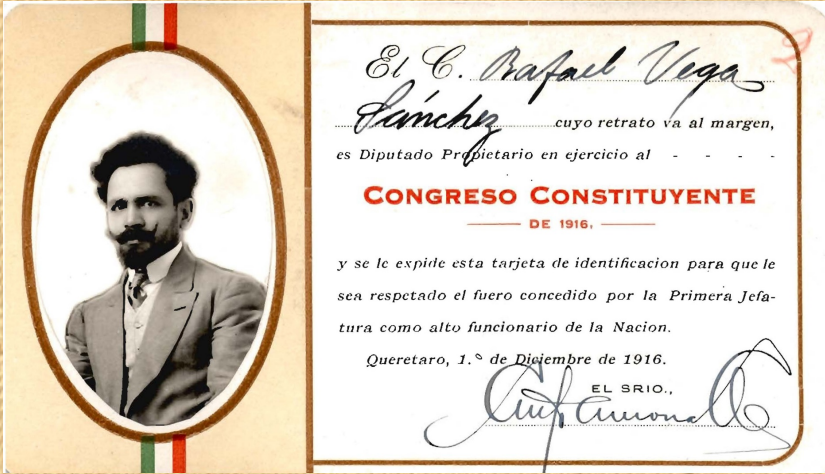 El C. Rafael Vega
Sánchez cuyo retrato va al margen,
es Diputado Propietario en ejercicio al - - - -
CONGRESO CONSTITUYENTE
DE 1916,
y se le expide esta tarjeta de identificacion para que le
sea respetado el fuero concedido por la Primera Jefa-
tura como alto funcionario de la Nacion.
Queretaro, 1.º de Diciembre de 1916.
EL SRIO.,